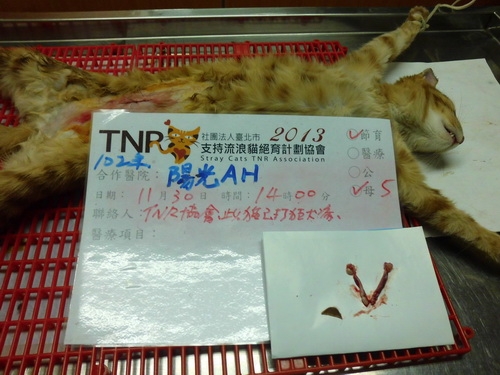 TNR 社團法人臺北市 2013
支持流浪貓絕育計劃協會
Stray Cats TNR Association
102年
合作醫院：陽光AH
日期：11月30日 時間：14時00分
聯絡人：TNR協會、此貓已打狂犬
醫療項目：
節育
醫療
公
母 5